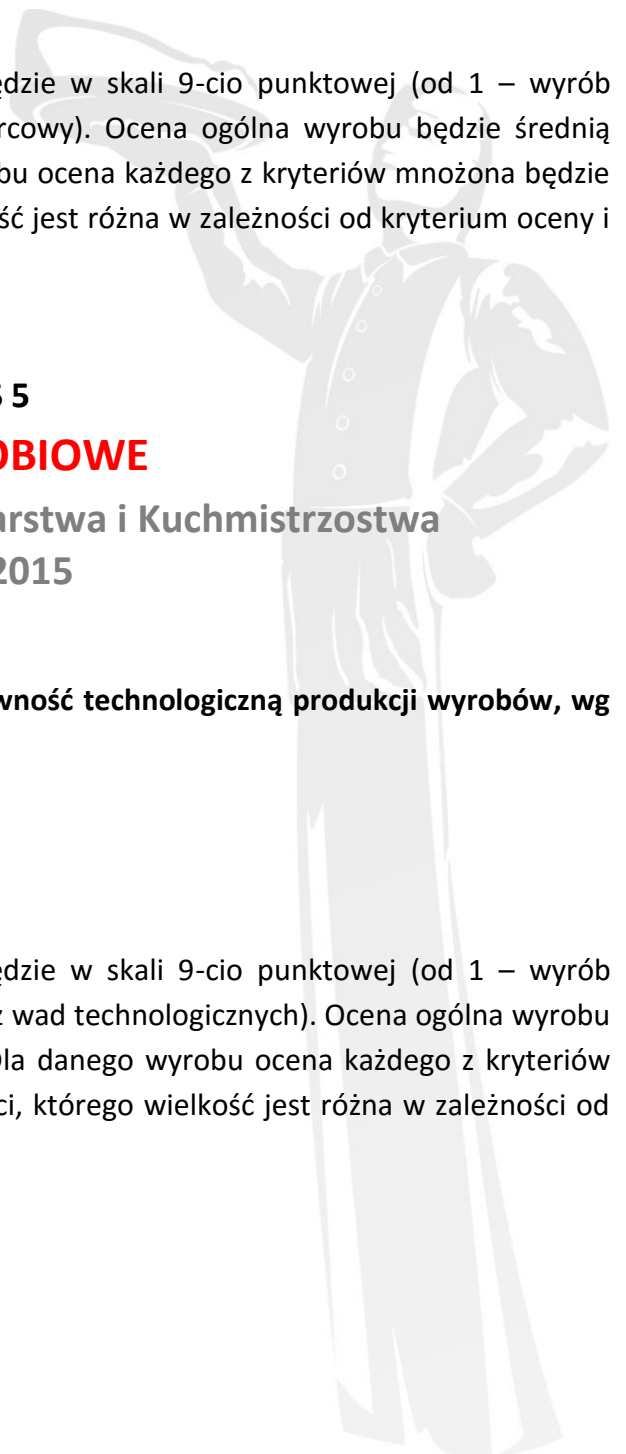 ędzie w skali 9-cio punktowej (od 1 – wyrób
rcowy). Ocena ogólna wyrobu będzie średnią
bu ocena każdego z kryteriów mnożona będzie
ść jest różna w zależności od kryterium oceny i
5
OBIOWE
arstwa i Kuchmistrzostwa
2015
wność technologiczną produkcji wyrobów, wg
ędzie w skali 9-cio punktowej (od 1 – wyrób
z wad technologicznych). Ocena ogólna wyrobu
Dla danego wyrobu ocena każdego z kryteriów
ci, którego wielkość jest różna w zależności od